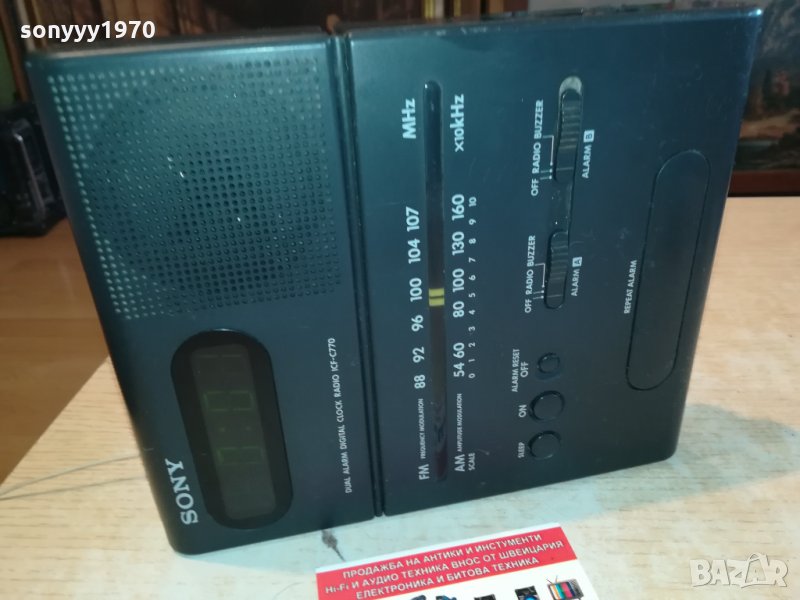 sonyyy1970
SONY
DUAL ALARM DIGITAL CLOCK RADIO ICF-C770
FM FREQUENCY MODULATION 88 92 96 100 104 107 MHz
AM AMPLITUDE MODULATION 54 60 80 100 130 160 X10kHz
SCALE 0 1 2 3 4 5 6 7 8 9 10
SLEEP
ON
ALARM RESET
OFF
OFF RADIO BUZZER
ALARM A
OFF RADIO BUZZER
ALARM B
REPEAT ALARM
ПРОДАЖБА НА АНТИКИ И ИНСТУМЕНТИ
Hi-Fi И АУДИО ТЕХНИКА ВНОС ОТ ШВЕЙЦАРИЯ
ЕЛЕКТРОНИКА И БИТОВА ТЕХНИКА
BAZAR